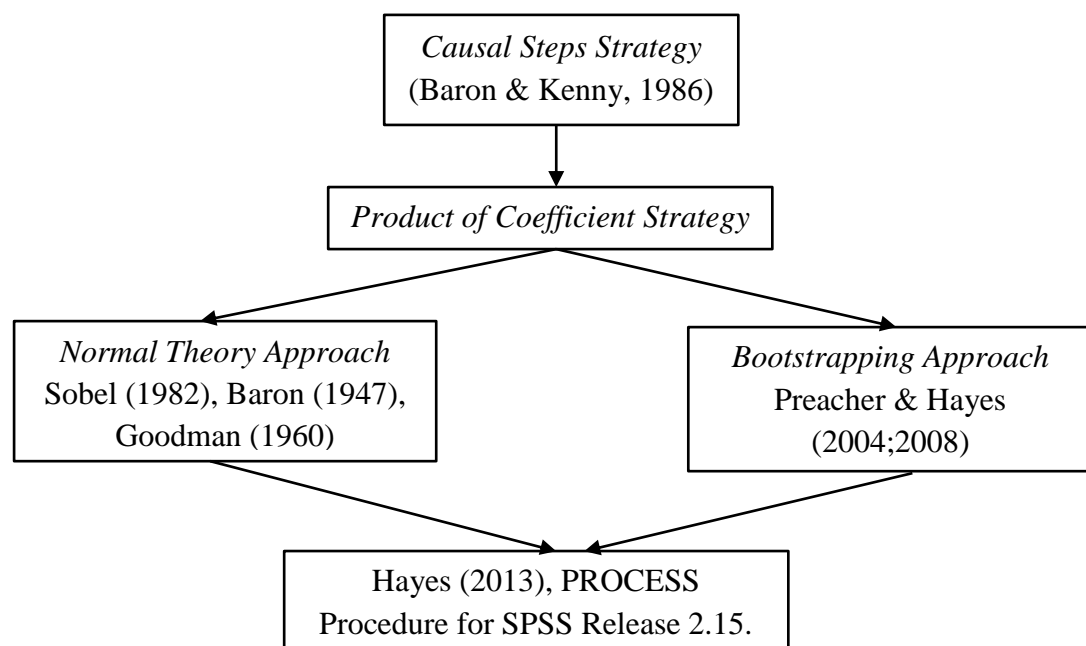 Causal Steps Strategy
(Baron & Kenny, 1986)
Product of Coefficient Strategy
Normal Theory Approach
Sobel (1982), Baron (1947),
Goodman (1960)
Bootstrapping Approach
Preacher & Hayes
(2004;2008)
Hayes (2013), PROCESS
Procedure for SPSS Release 2.15.